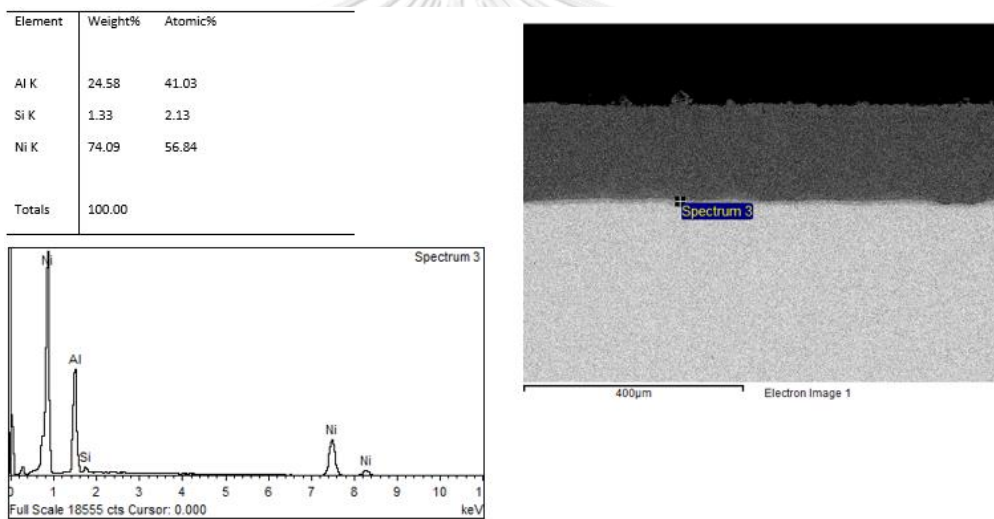 Element Weight% Atomic%
Al K 24.58 41.03
Si K 1.33 2.13
Ni K 74.09 56.84
Totals 100.00
Spectrum 3
Ni
Al
Si
Ni
Ni
0 1 2 3 4 5 6 7 8 9 10 1
Full Scale 18555 cts Cursor: 0.000 keV
Spectrum 3
400µm Electron Image 1